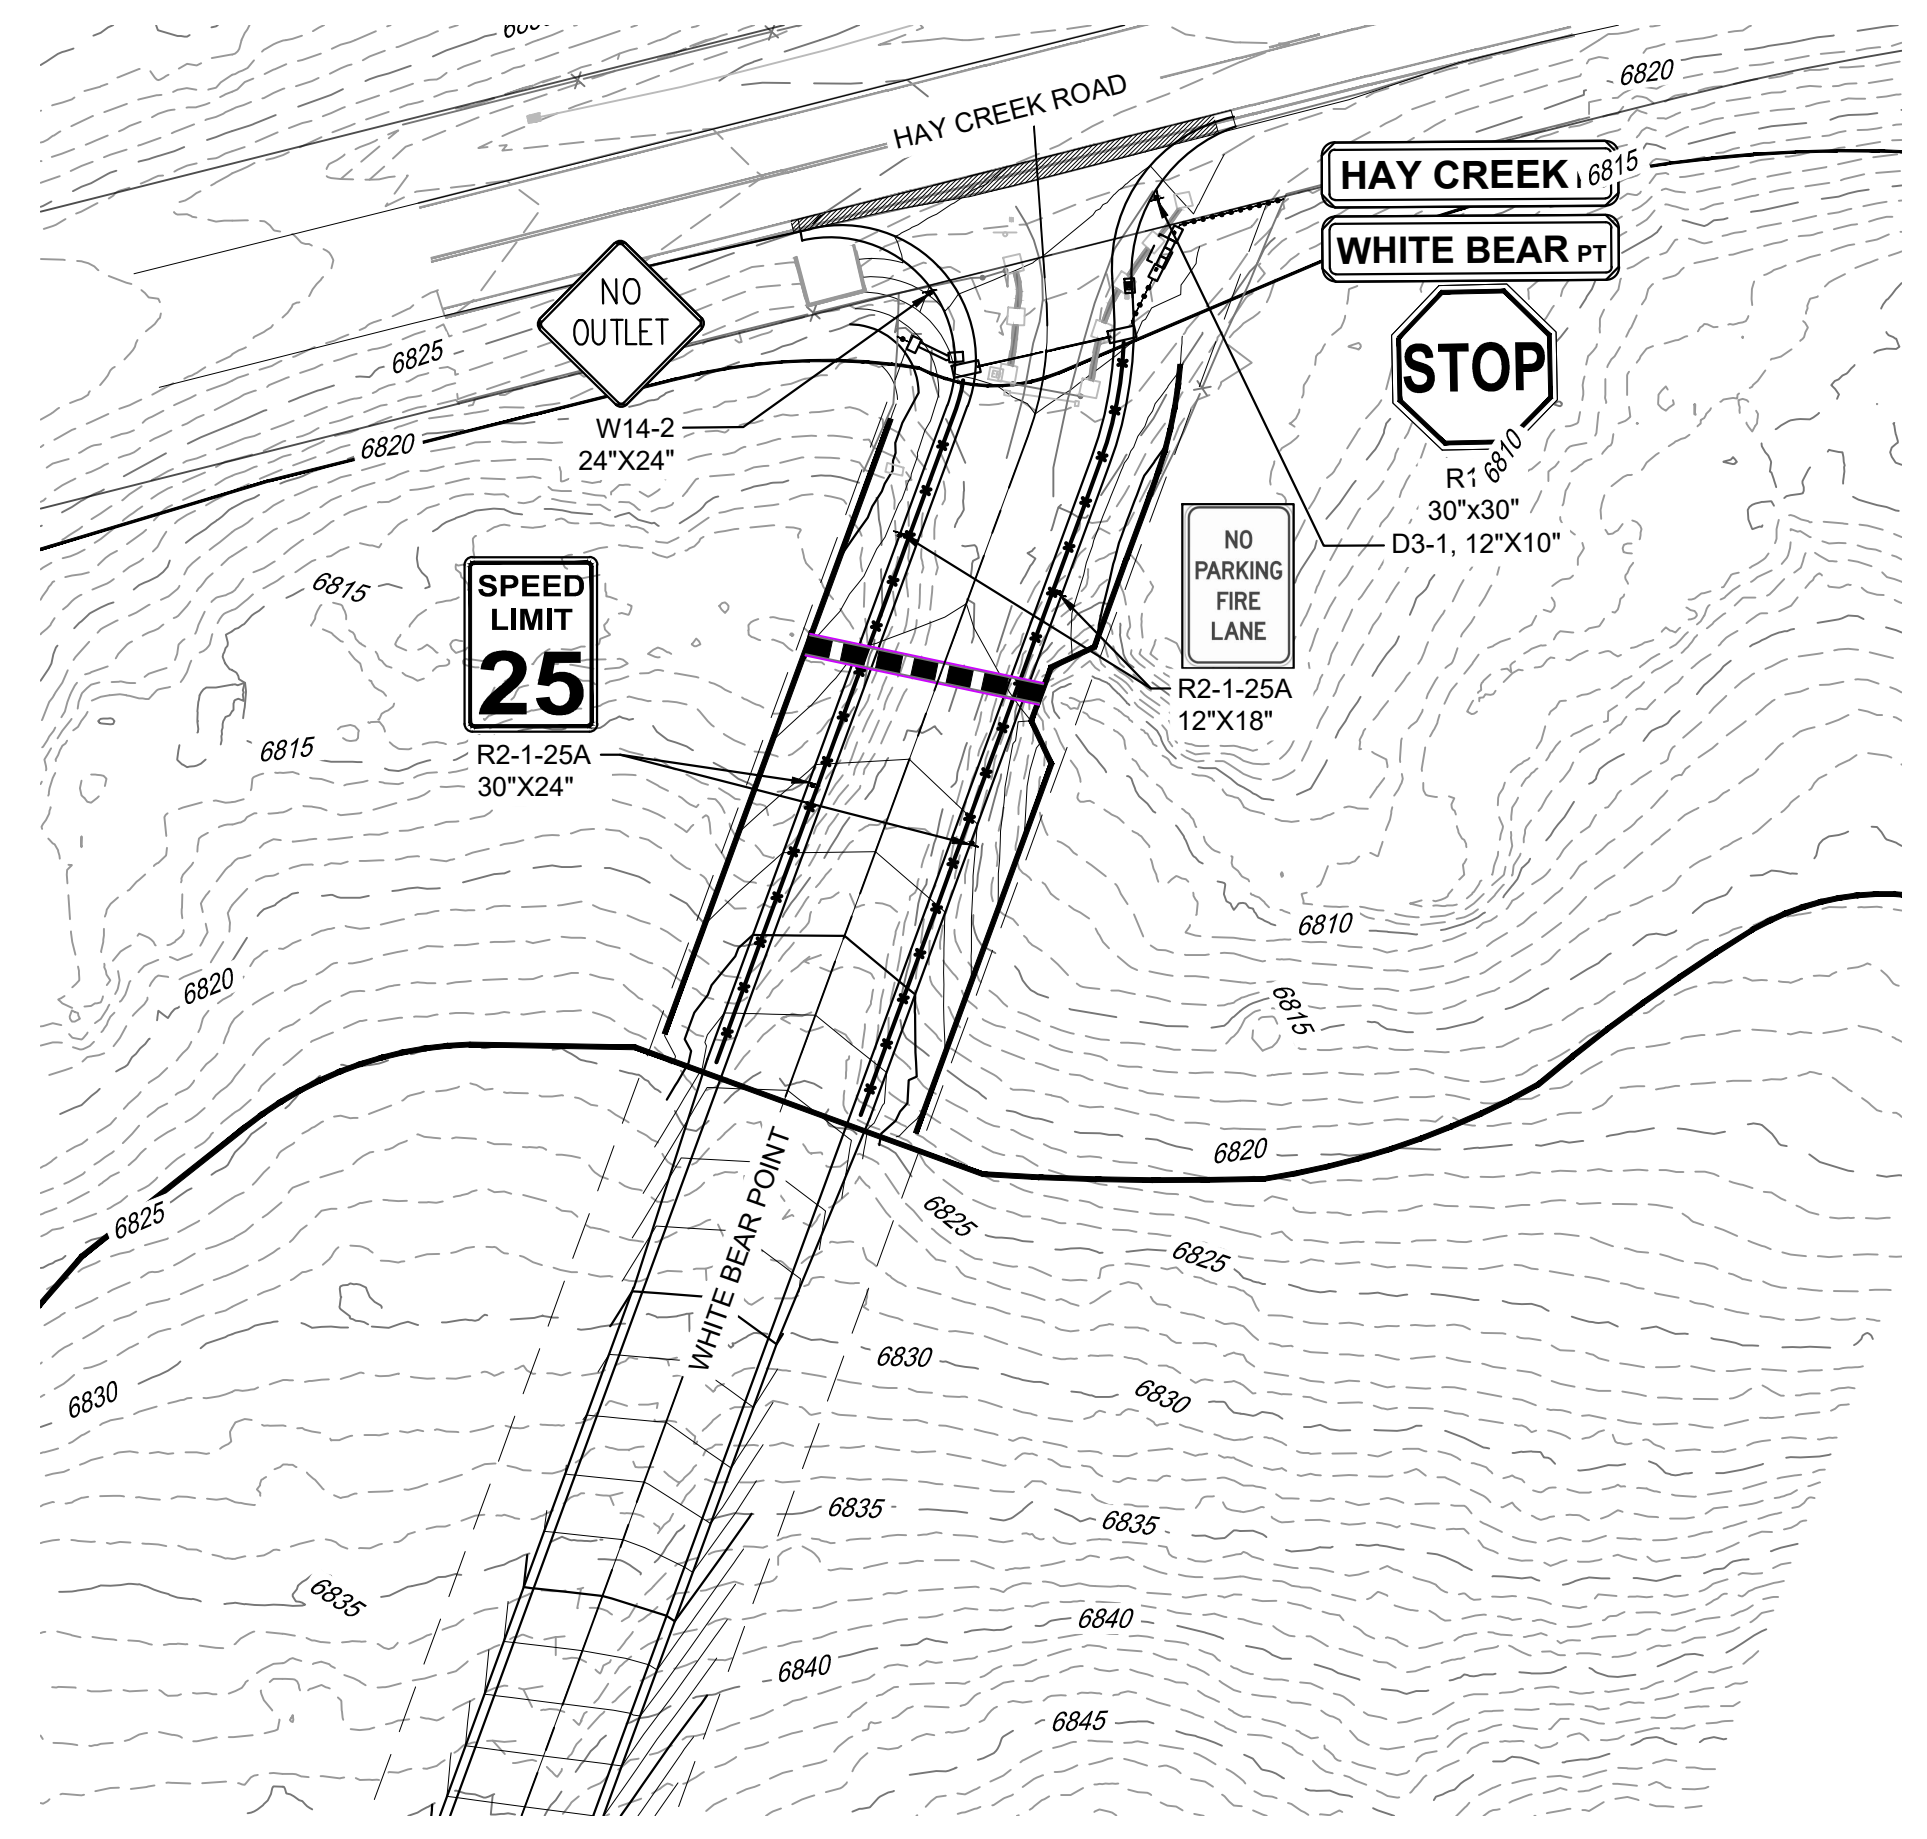 HAY CREEK ROAD
6820
HAY CREEK
6815
WHITE BEAR PT
NO
OUTLET
6825
STOP
W14-2
24"X24"
6820
6810
30"x30"
D3-1, 12"X10"
NO
PARKING
FIRE
LANE
SPEED
LIMIT
25
6815
R2-1-25A
12"X18"
6815
R2-1-25A
30"X24"
6810
6820
6815
6820
6825
6825
6825
WHITE BEAR POINT
6830
6830
6830
6835
6835
6835
6840
6840
6845